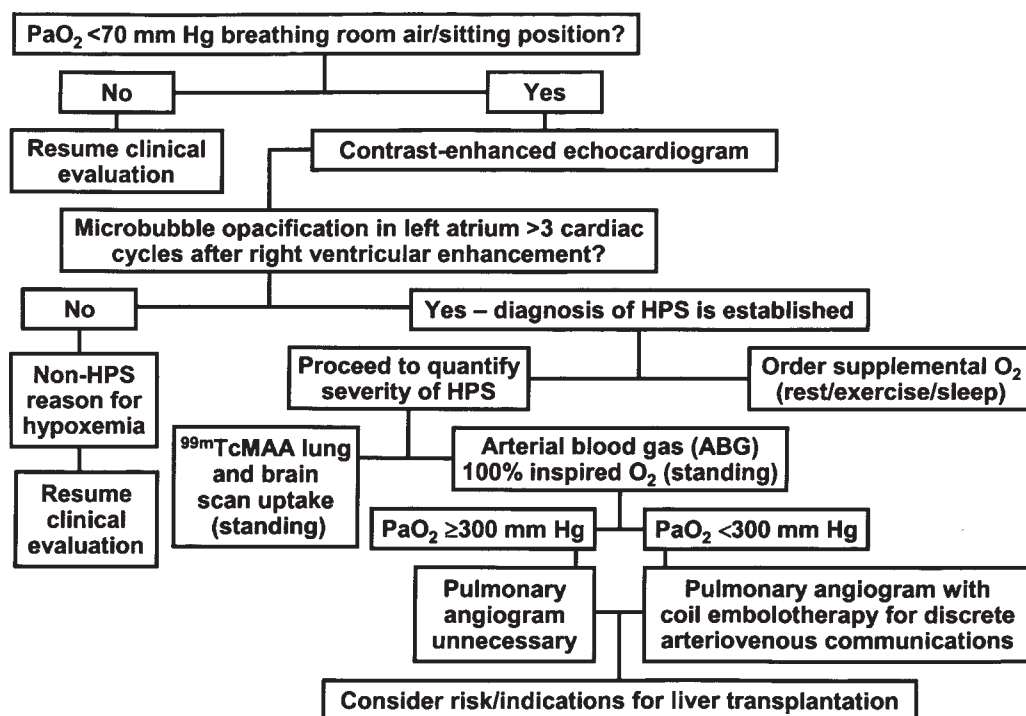 PaO₂ <70 mm Hg breathing room air/sitting position?
No
Yes
Resume clinical
evaluation
Contrast-enhanced echocardiogram
Microbubble opacification in left atrium >3 cardiac
cycles after right ventricular enhancement?
No
Yes – diagnosis of HPS is established
Non-HPS
reason for
hypoxemia
Proceed to quantify
severity of HPS
Order supplemental O₂
(rest/exercise/sleep)
Resume
clinical
evaluation
⁹⁹ᵐTcMAA lung
and brain
scan uptake
(standing)
Arterial blood gas (ABG)
100% inspired O₂ (standing)
PaO₂ ≥300 mm Hg
PaO₂ <300 mm Hg
Pulmonary
angiogram
unnecessary
Pulmonary angiogram with
coil embolotherapy for discrete
arteriovenous communications
Consider risk/indications for liver transplantation